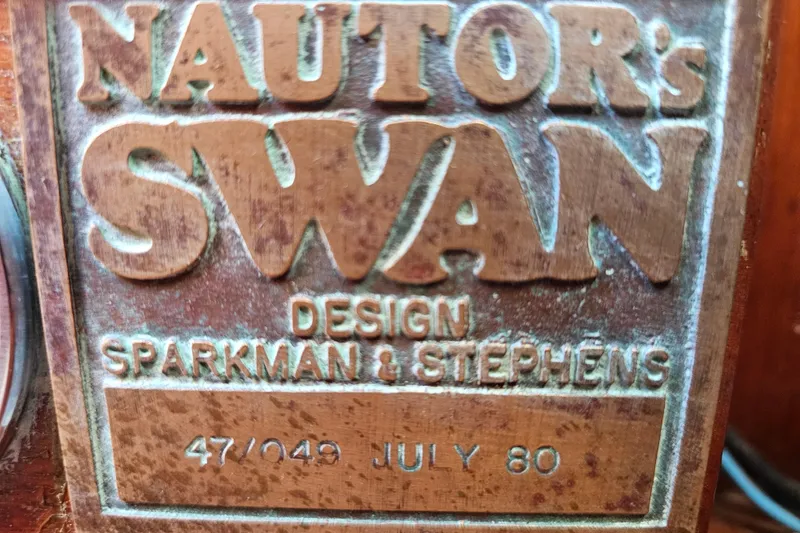 NAUTOR's
SWAN
DESIGN
SPARKMAN & STEPHENS
47/049 JULY 80